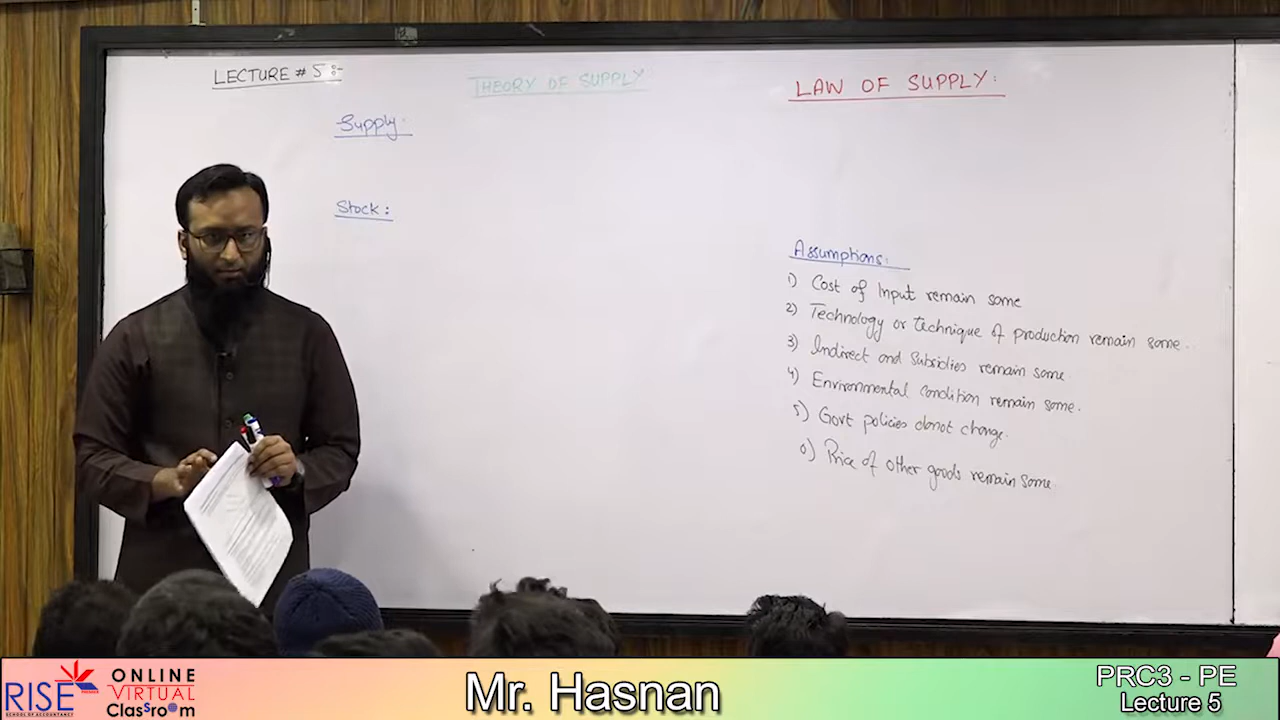 LECTURE # 5 :-
THEORY OF SUPPLY
LAW OF SUPPLY:
Supply:
Stock:
Assumptions:
1) Cost of Input remain same
2) Technology or technique of production remain same.
3) Indirect and Subsidies remain same.
4) Environmental condition remain same.
5) Govt policies donot change.
6) Price of other goods remain same.
RISE
SCHOOL OF ACCOUNTANCY
ONLINE
VIRTUAL
Classroom
Mr. Hasnan
PRC3 - PE
Lecture 5